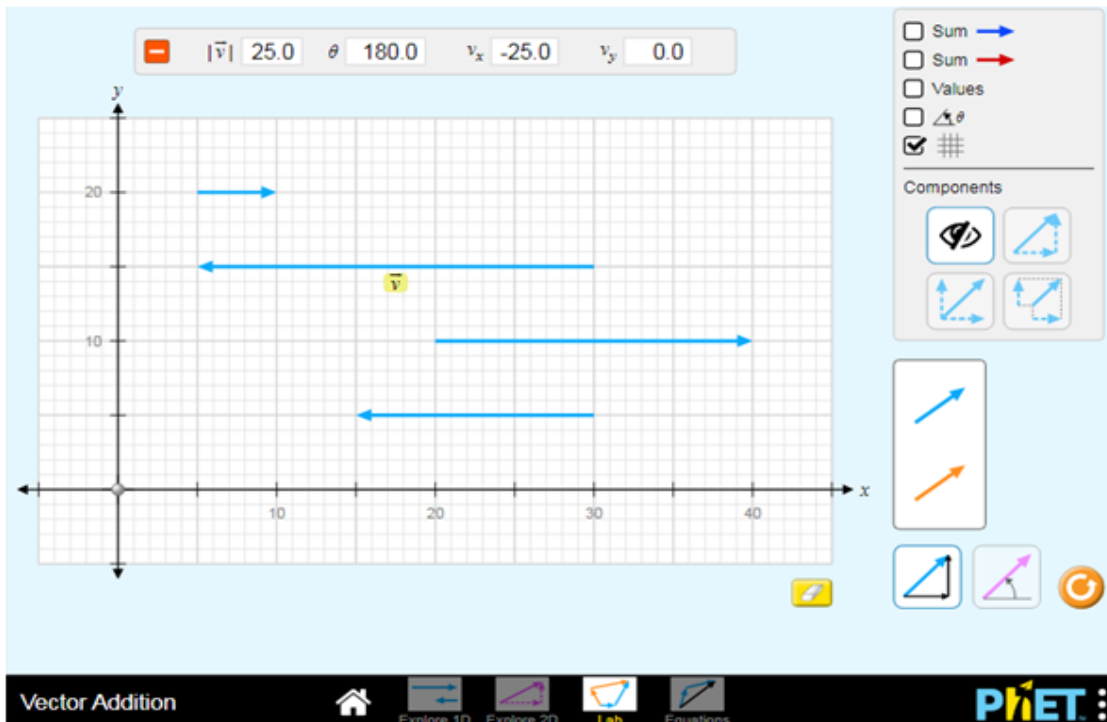 |v⃗| 25.0 θ 180.0 vₓ -25.0 v_y 0.0
Sum
Sum
Values
θ
Components
y
20
v⃗
10
x
10 20 30 40
Vector Addition
Explore 1D Explore 2D Lab Equations
PhET